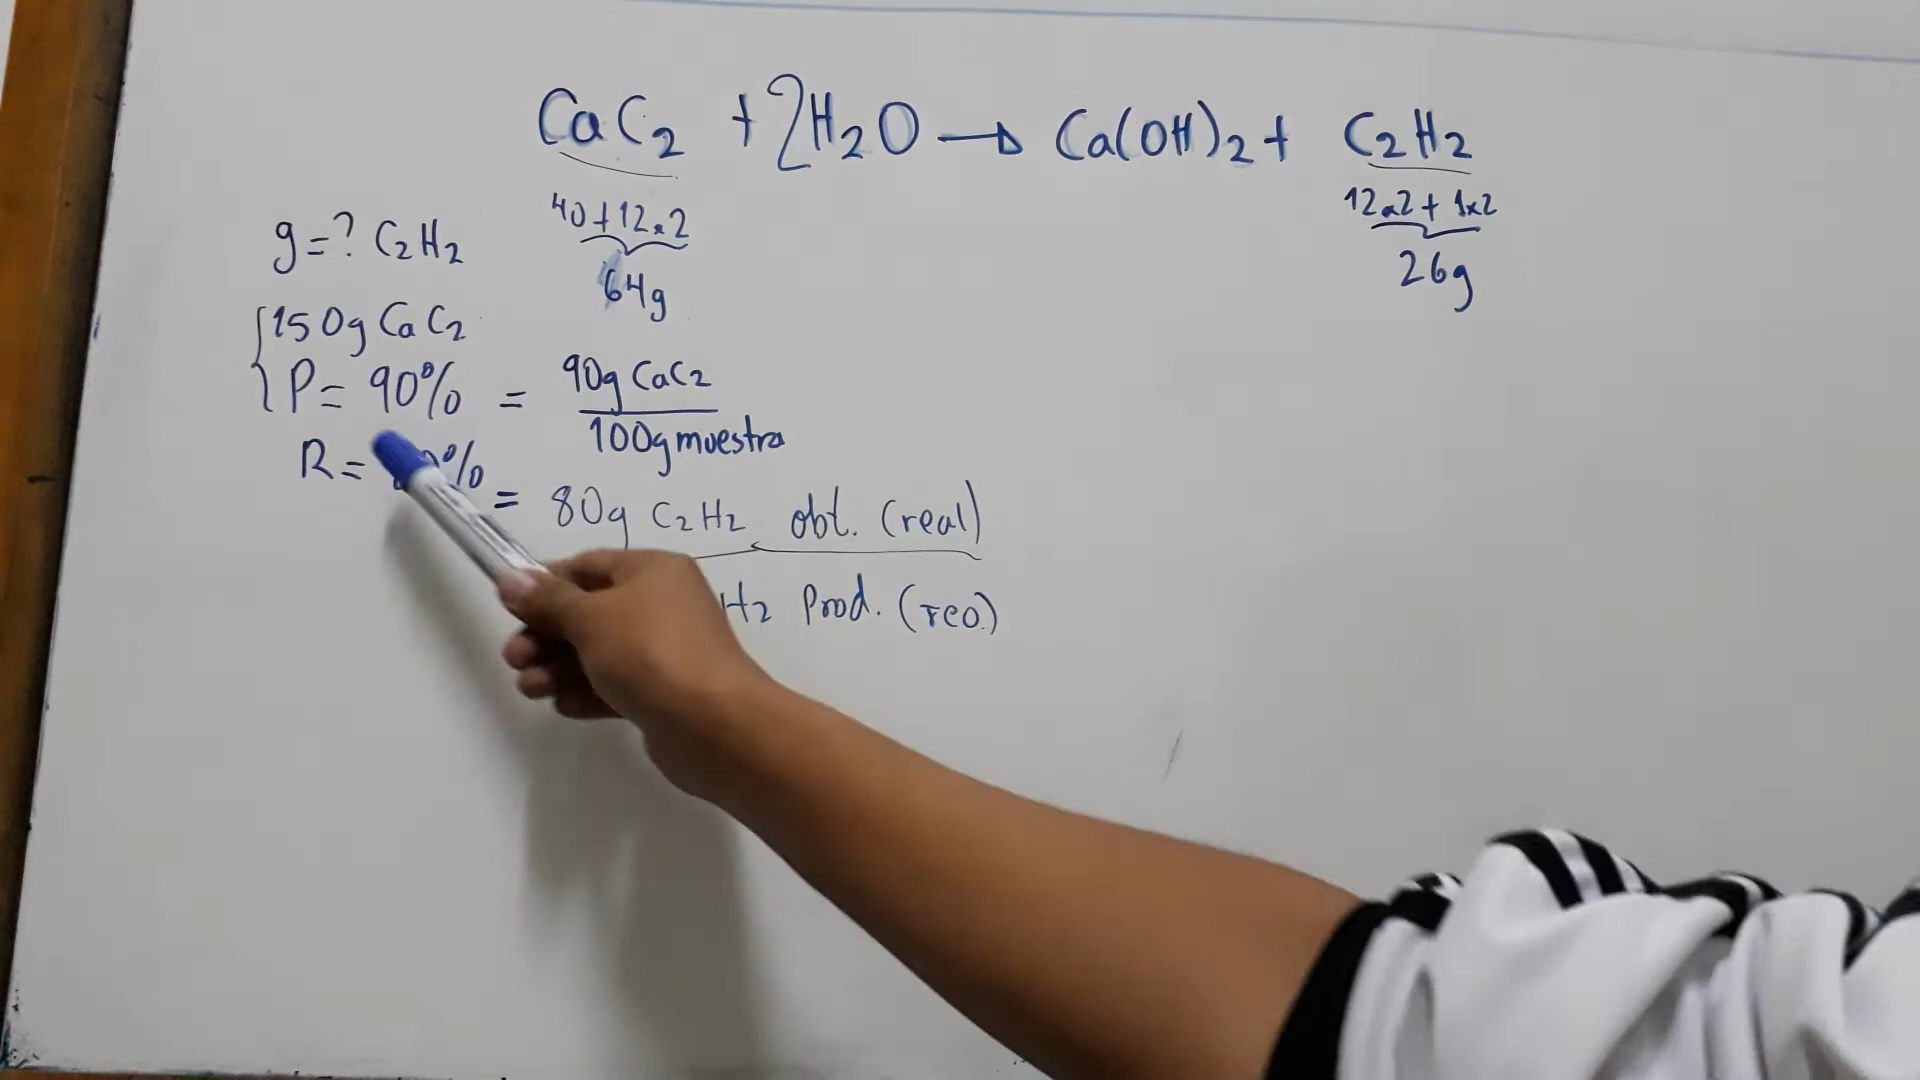 CaC2 + 2H2O → Ca(OH)2 + C2H2
40+12x2
12x2 + 1x2
g=? C2H2
64g
26g
150g CaC2
P= 90% = 90g CaC2
100g muestra
R= % = 80g C2H2 obt. (real)
H2 Prod. (TEO.)